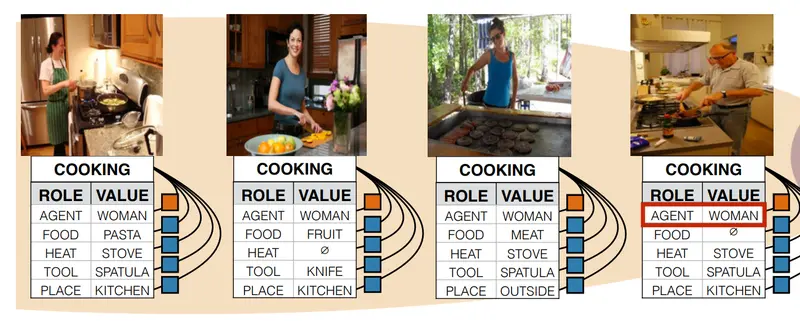 COOKING
ROLE VALUE
AGENT WOMAN
FOOD PASTA
HEAT STOVE
TOOL SPATULA
PLACE KITCHEN
COOKING
ROLE VALUE
AGENT WOMAN
FOOD FRUIT
HEAT ∅
TOOL KNIFE
PLACE KITCHEN
COOKING
ROLE VALUE
AGENT WOMAN
FOOD MEAT
HEAT STOVE
TOOL SPATULA
PLACE OUTSIDE
COOKING
ROLE VALUE
AGENT WOMAN
FOOD ∅
HEAT STOVE
TOOL SPATULA
PLACE KITCHEN